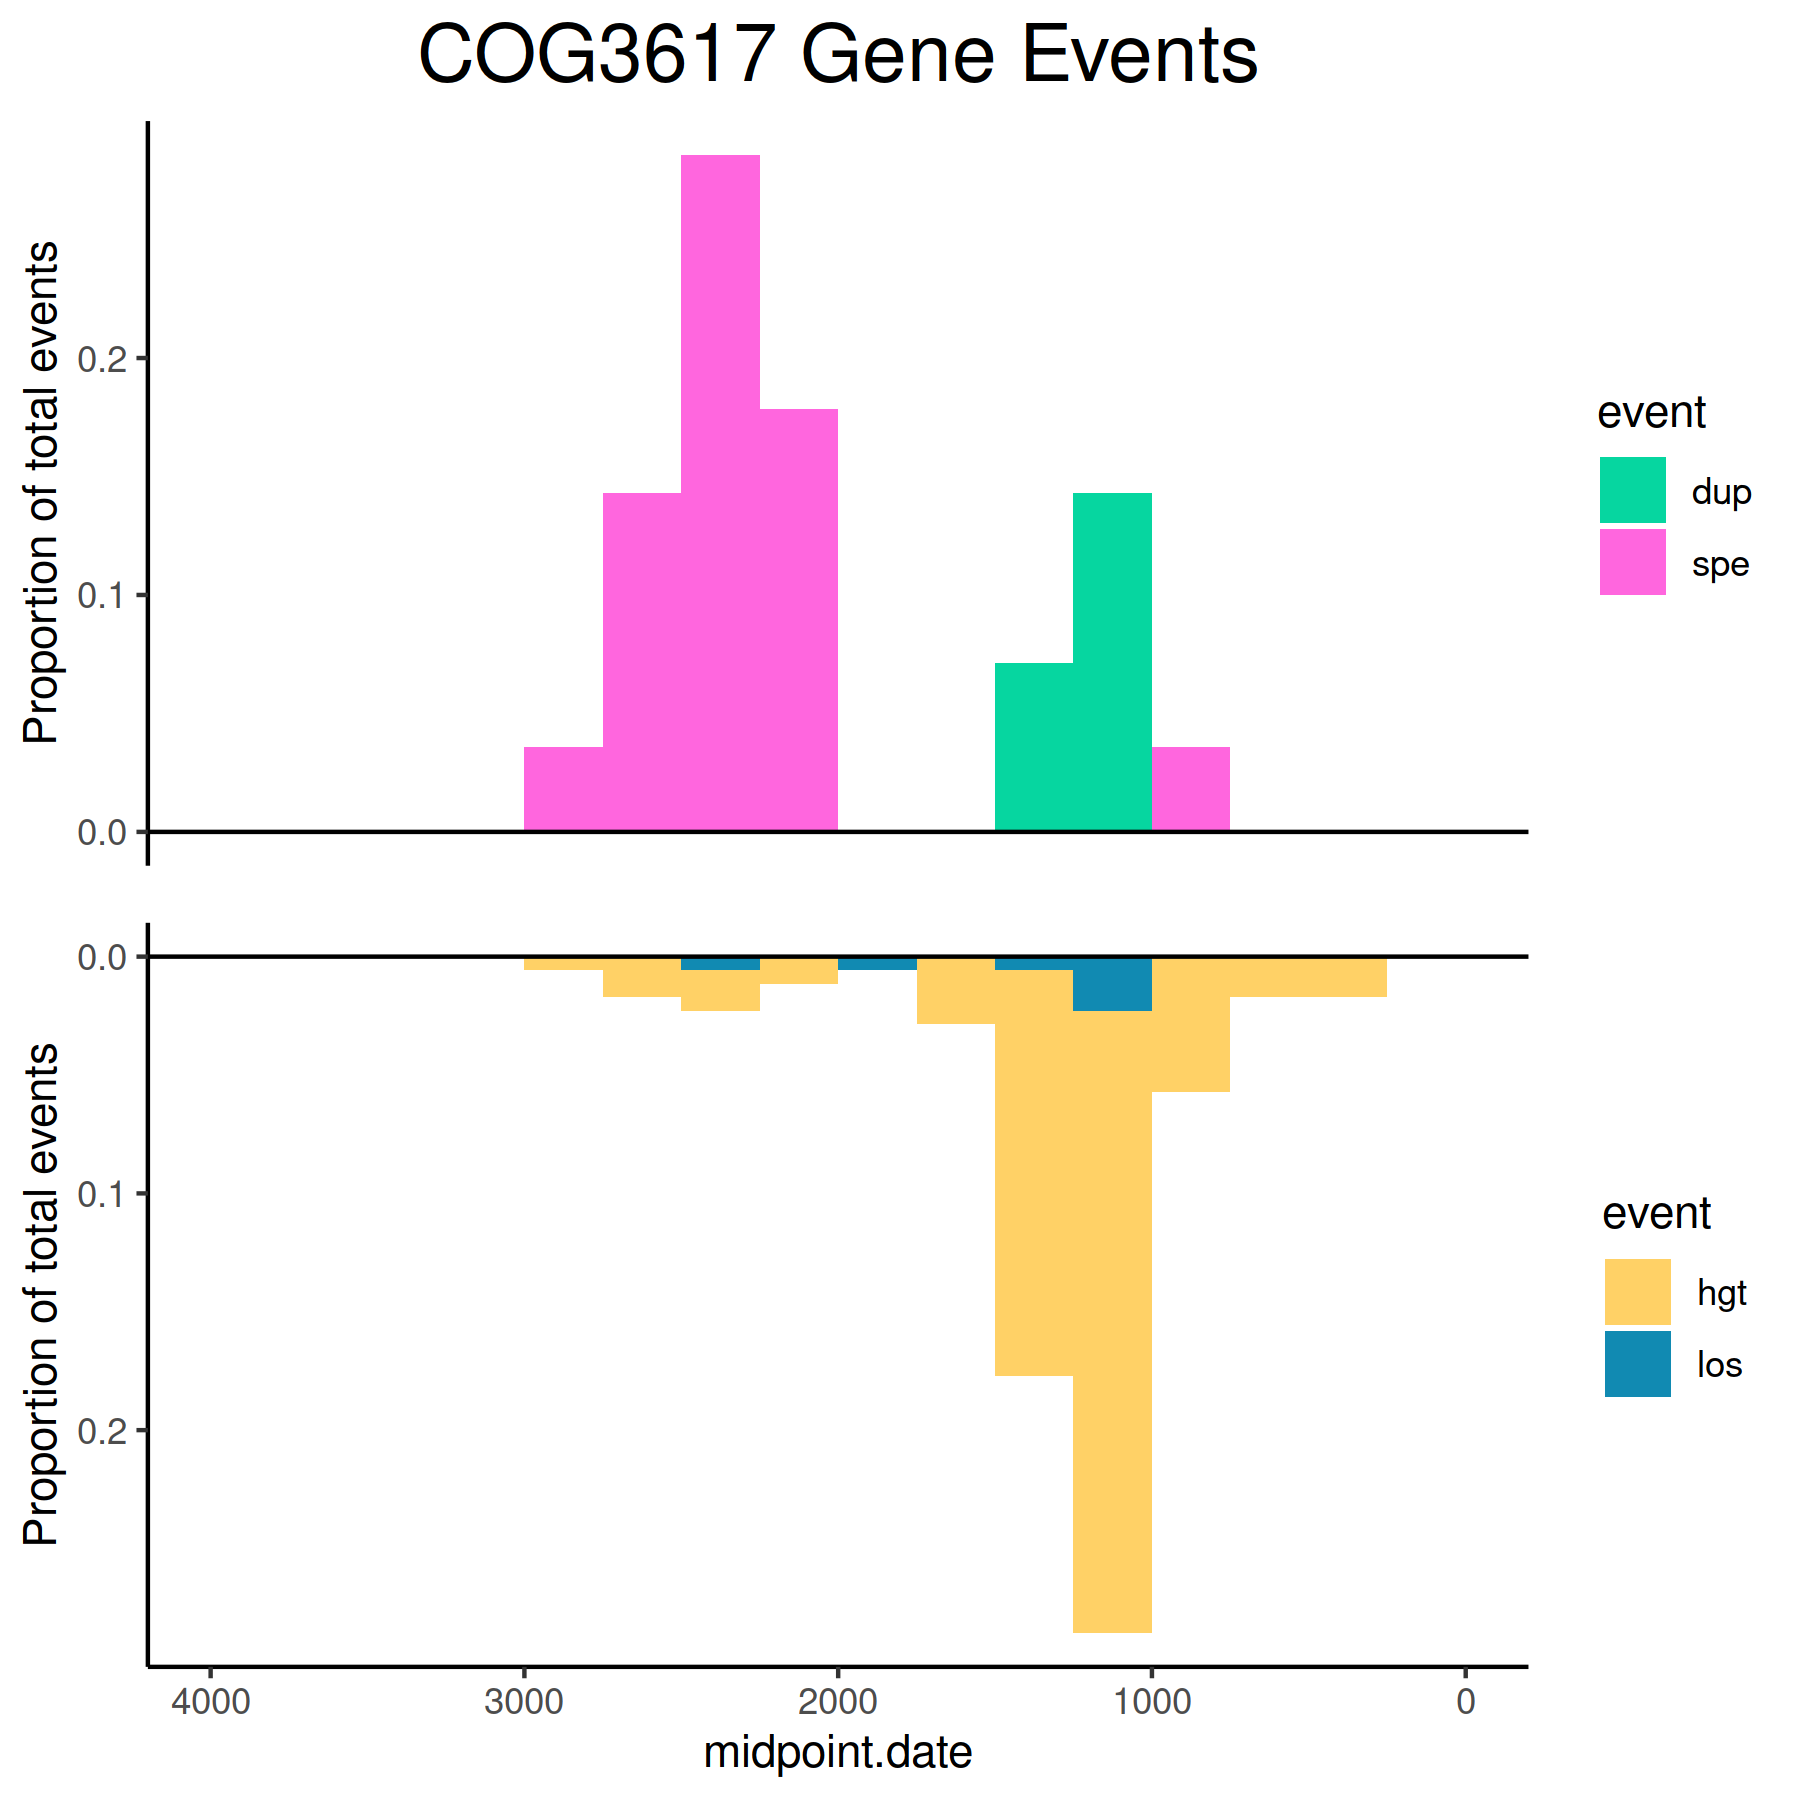 COG3617 Gene Events
Proportion of total events
0.2
0.1
0.0
event
dup
spe
Proportion of total events
0.0
0.1
0.2
event
hgt
los
4000 3000 2000 1000 0
midpoint.date